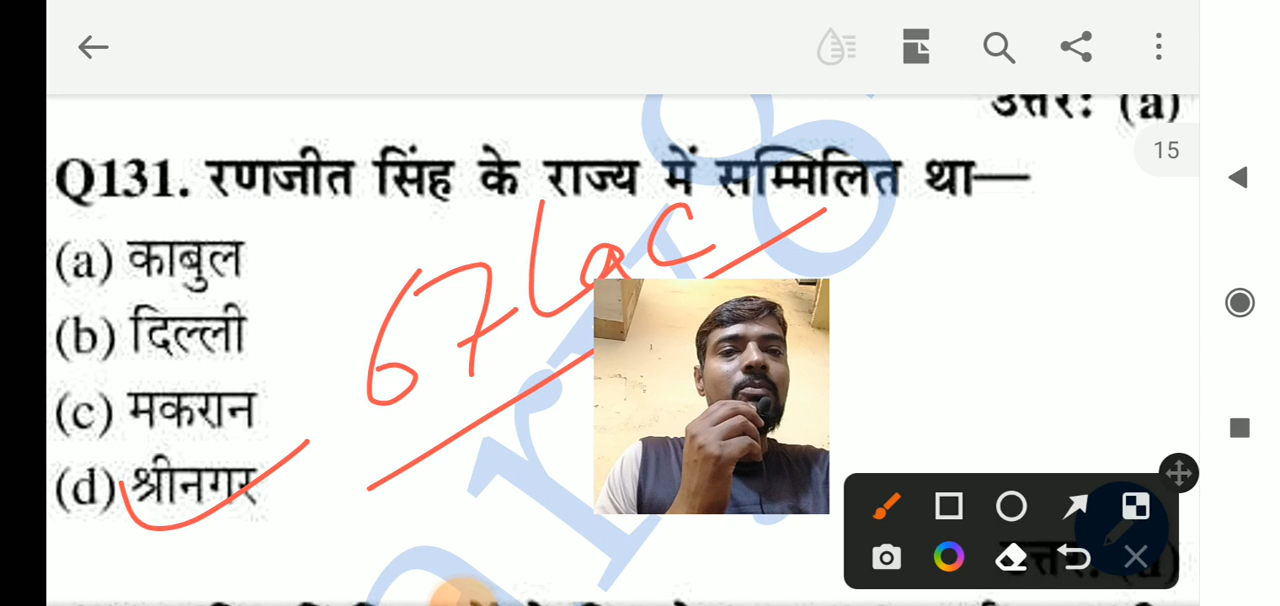 उत्तर: (a)
15
Q131. रणजीत सिंह के राज्य में सम्मिलित था—
(a) काबुल
(b) दिल्ली
(c) मकरान
(d) श्रीनगर
67 Lac